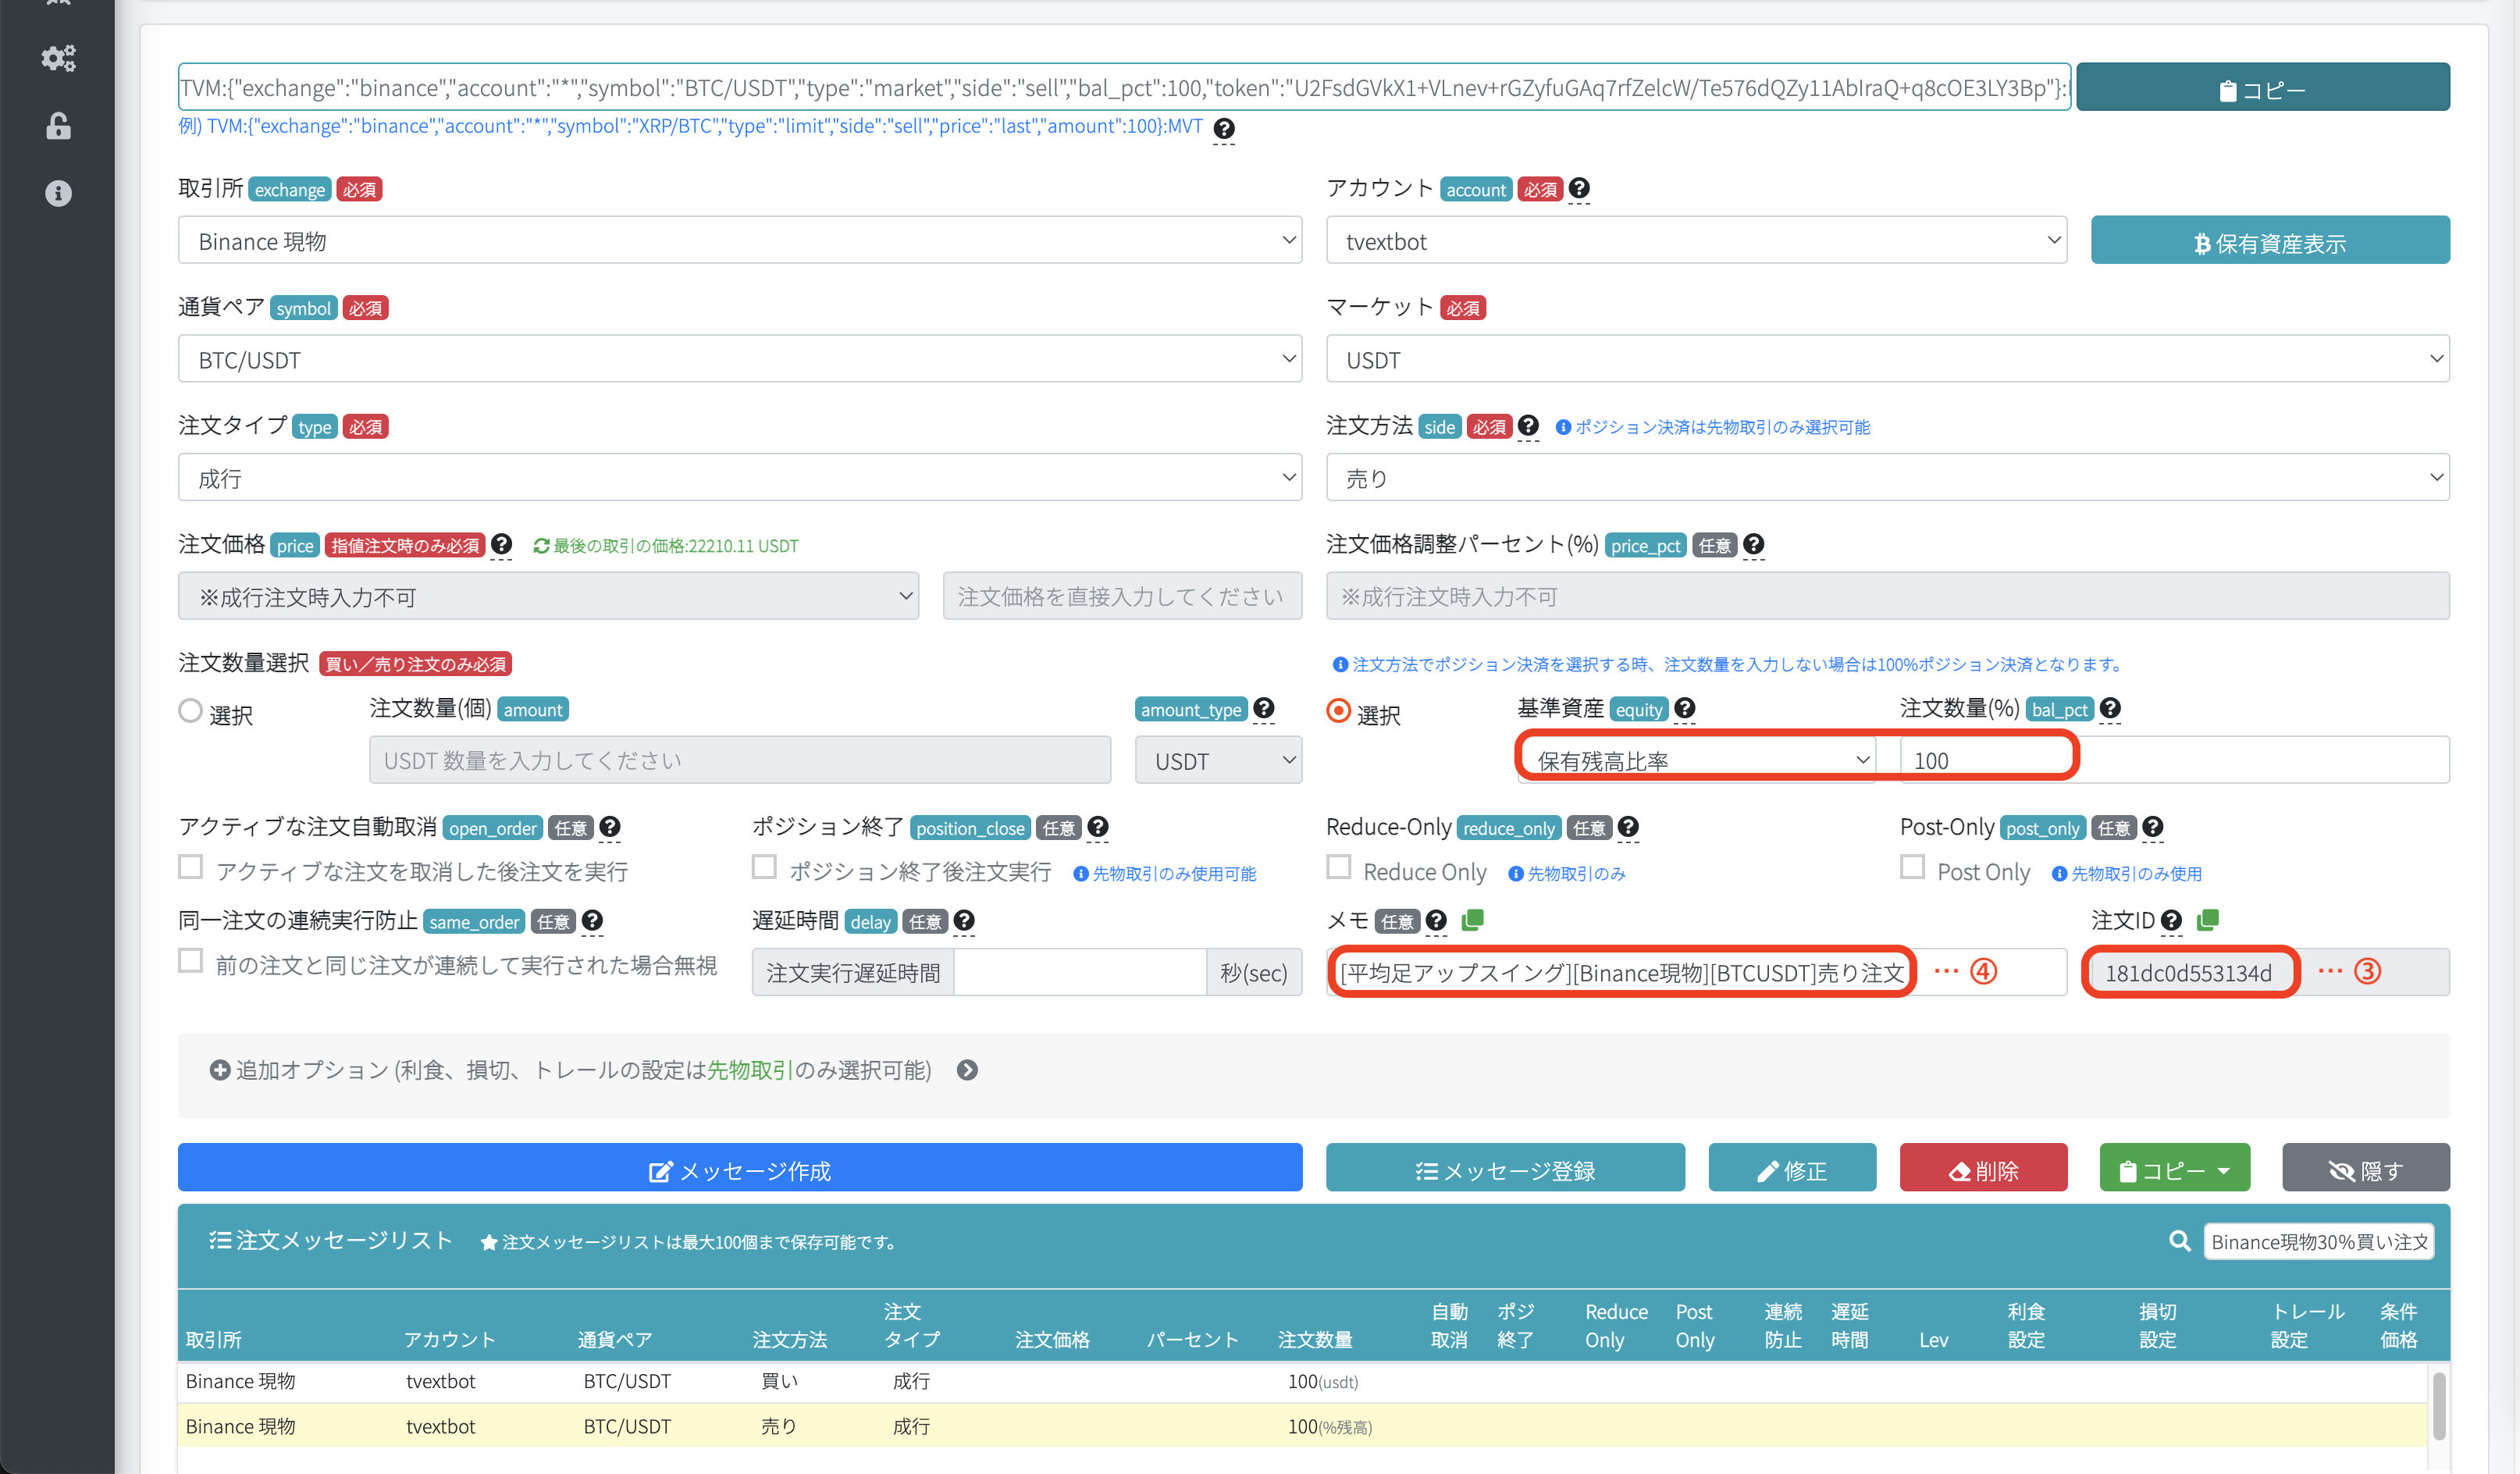 TVM:{"exchange":"binance","account":"*","symbol":"BTC/USDT","type":"market","side":"sell","bal_pct":100,"token":"U2FsdGVkX1+VLnev+rGZyfuGAq7rfZelcW/Te576dQZy11AbIraQ+q8cOE3LY3Bp"}: コピー
例) TVM:{"exchange":"binance","account":"*","symbol":"XRP/BTC","type":"limit","side":"sell","price":"last","amount":100}:MVT
取引所 exchange 必須 アカウント account 必須
Binance 現物 tvextbot 保有資産表示
通貨ペア symbol 必須 マーケット 必須
BTC/USDT USDT
注文タイプ type 必須 注文方法 side 必須 ポジション決済は先物取引のみ選択可能
成行 売り
注文価格 price 指値注文時のみ必須 最後の取引の価格:22210.11 USDT 注文価格調整パーセント(%) price_pct 任意
※成行注文時入力不可 注文価格を直接入力してください ※成行注文時入力不可
注文数量選択 買い／売り注文のみ必須 注文方法でポジション決済を選択する時、注文数量を入力しない場合は100%ポジション決済となります。
選択 注文数量(個) amount amount_type 選択 基準資産 equity 注文数量(%) bal_pct
USDT 数量を入力してください USDT 保有残高比率 100
アクティブな注文自動取消 open_order 任意 ポジション終了 position_close 任意 Reduce-Only reduce_only 任意 Post-Only post_only 任意
アクティブな注文を取消した後注文を実行 ポジション終了後注文実行 先物取引のみ使用可能 Reduce Only 先物取引のみ Post Only 先物取引のみ使用
同一注文の連続実行防止 same_order 任意 遅延時間 delay 任意 メモ 任意 注文ID
前の注文と同じ注文が連続して実行された場合無視 注文実行遅延時間 秒(sec) [平均足アップスイング][Binance現物][BTCUSDT]売り注文 … ④ 181dc0d553134d … ③
追加オプション (利食、損切、トレールの設定は先物取引のみ選択可能)
メッセージ作成 メッセージ登録 修正 削除 コピー 隠す
注文メッセージリスト 注文メッセージリストは最大100個まで保存可能です。 Binance現物30%買い注文
取引所 アカウント 通貨ペア 注文方法 注文タイプ 注文価格 パーセント 注文数量 自動取消 ポジ終了 Reduce Only Post Only 連続防止 遅延時間 Lev 利食設定 損切設定 トレール設定 条件価格
Binance 現物 tvextbot BTC/USDT 買い 成行 100(usdt)
Binance 現物 tvextbot BTC/USDT 売り 成行 100(%残高)